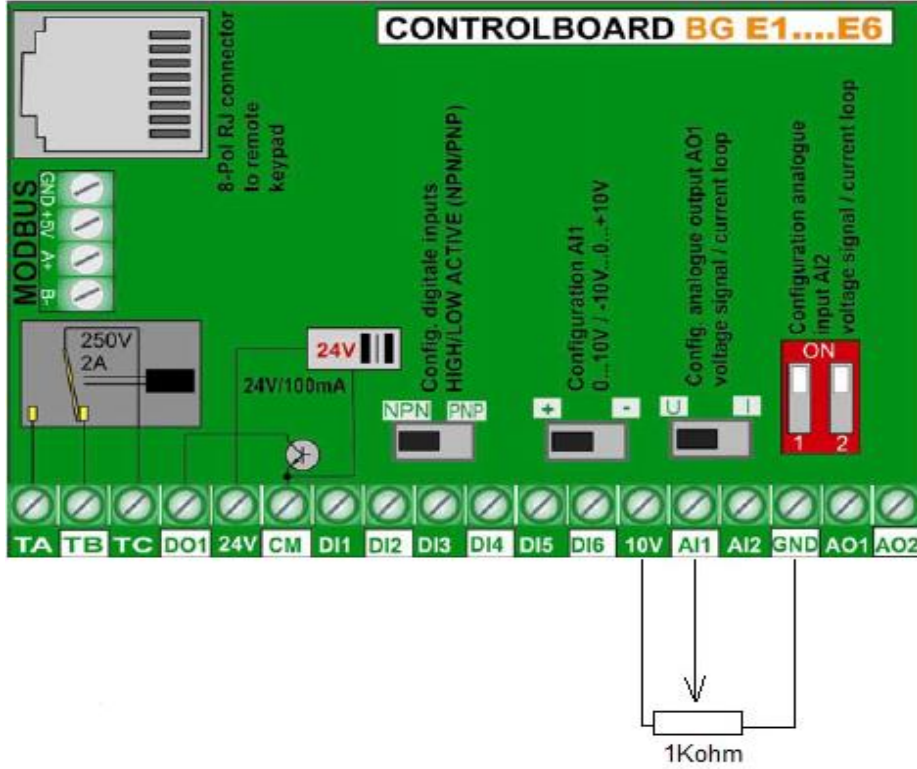 CONTROLBOARD BG E1....E6
8-Pol RJ connector
to remote
keypad
MODBUS
GND +5V A+ B-
250V
2A
24V
24V/100mA
Config. digitale inputs
HIGH/LOW ACTIVE (NPN/PNP)
NPN PNP
Configuration AI1
0...10V / -10V...0...+10V
+ -
Config. analogue output AO1
voltage signal / current loop
U I
Configuration analogue
input AI2
voltage signal / current loop
ON
1 2
TA TB TC DO1 24V CM DI1 DI2 DI3 DI4 DI5 DI6 10V AI1 AI2 GND AO1 AO2
1Kohm